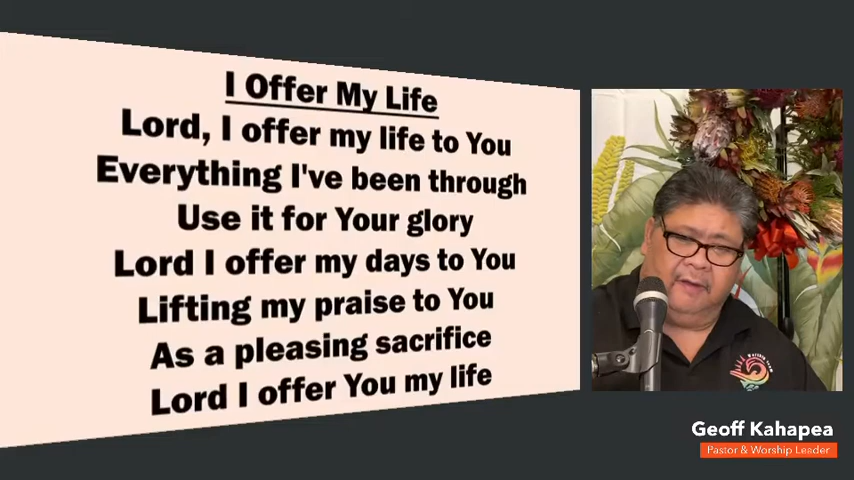 I Offer My Life
Lord, I offer my life to You
Everything I've been through
Use it for Your glory
Lord I offer my days to You
Lifting my praise to You
As a pleasing sacrifice
Lord I offer You my life
Geoff Kahapea
Pastor & Worship Leader